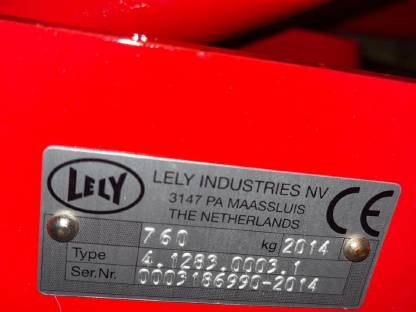 LELY
LELY INDUSTRIES NV
3147 PA MAASSLUIS
THE NETHERLANDS
CE
760 kg 2014
Type 4.1283.0003.1
Ser.Nr. 0003186990-2014